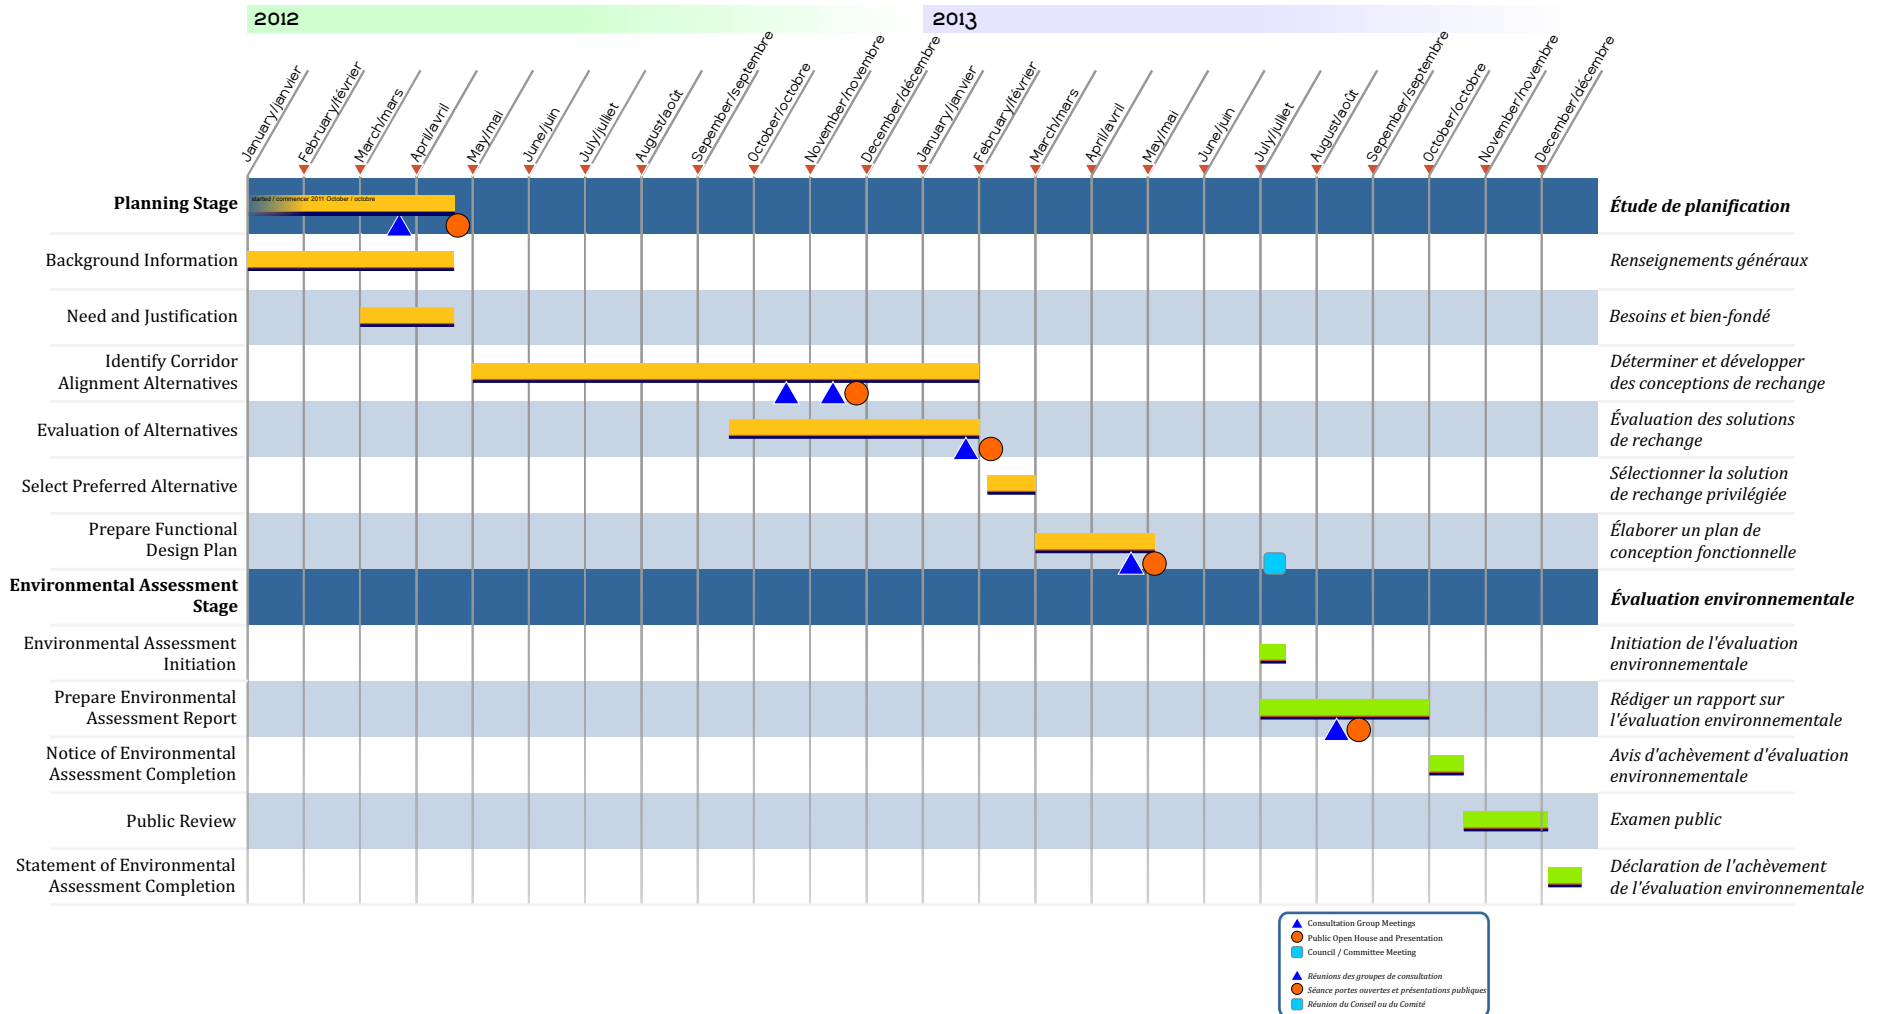 2012
2013
January/janvier
February/février
March/mars
April/avril
May/mai
June/juin
July/juillet
August/août
Sepember/septembre
October/octobre
November/novembre
December/décembre
January/janvier
February/février
March/mars
April/avril
May/mai
June/juin
July/juillet
August/août
Sepember/septembre
October/octobre
November/novembre
December/décembre
Planning Stage
started / commencer 2011 October / octobre
Étude de planification
Background Information
Renseignements généraux
Need and Justification
Besoins et bien-fondé
Identify Corridor
Alignment Alternatives
Déterminer et développer
des conceptions de rechange
Evaluation of Alternatives
Évaluation des solutions
de rechange
Select Preferred Alternative
Sélectionner la solution
de rechange privilégiée
Prepare Functional
Design Plan
Élaborer un plan de
conception fonctionnelle
Environmental Assessment
Stage
Évaluation environnementale
Environmental Assessment
Initiation
Initiation de l'évaluation
environnementale
Prepare Environmental
Assessment Report
Rédiger un rapport sur
l'évaluation environnementale
Notice of Environmental
Assessment Completion
Avis d'achèvement d'évaluation
environnementale
Public Review
Examen public
Statement of Environmental
Assessment Completion
Déclaration de l'achèvement
de l'évaluation environnementale
Consultation Group Meetings
Public Open House and Presentation
Council / Committee Meeting
Réunions des groupes de consultation
Séance portes ouvertes et présentations publiques
Réunion du Conseil ou du Comité